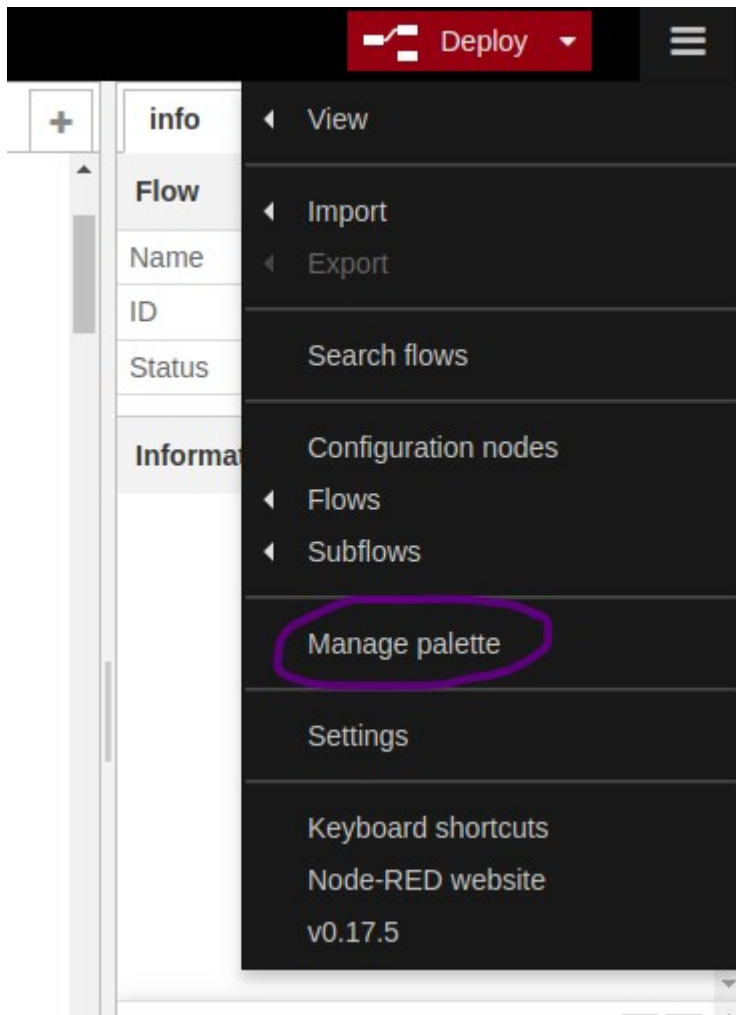 Deploy
+
info
Flow
Name
ID
Status
View
Import
Export
Search flows
Configuration nodes
Flows
Subflows
Manage palette
Settings
Keyboard shortcuts
Node-RED website
v0.17.5